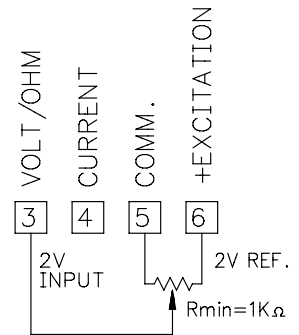 VOLT/OHM
CURRENT
COMM.
+EXCITATION
3
4
5
6
2V
INPUT
2V REF.
Rmin=1KΩ